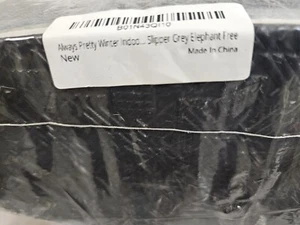 Always Pretty Winter Indoo... Slipper Grey Elephant Free
New
Made In China